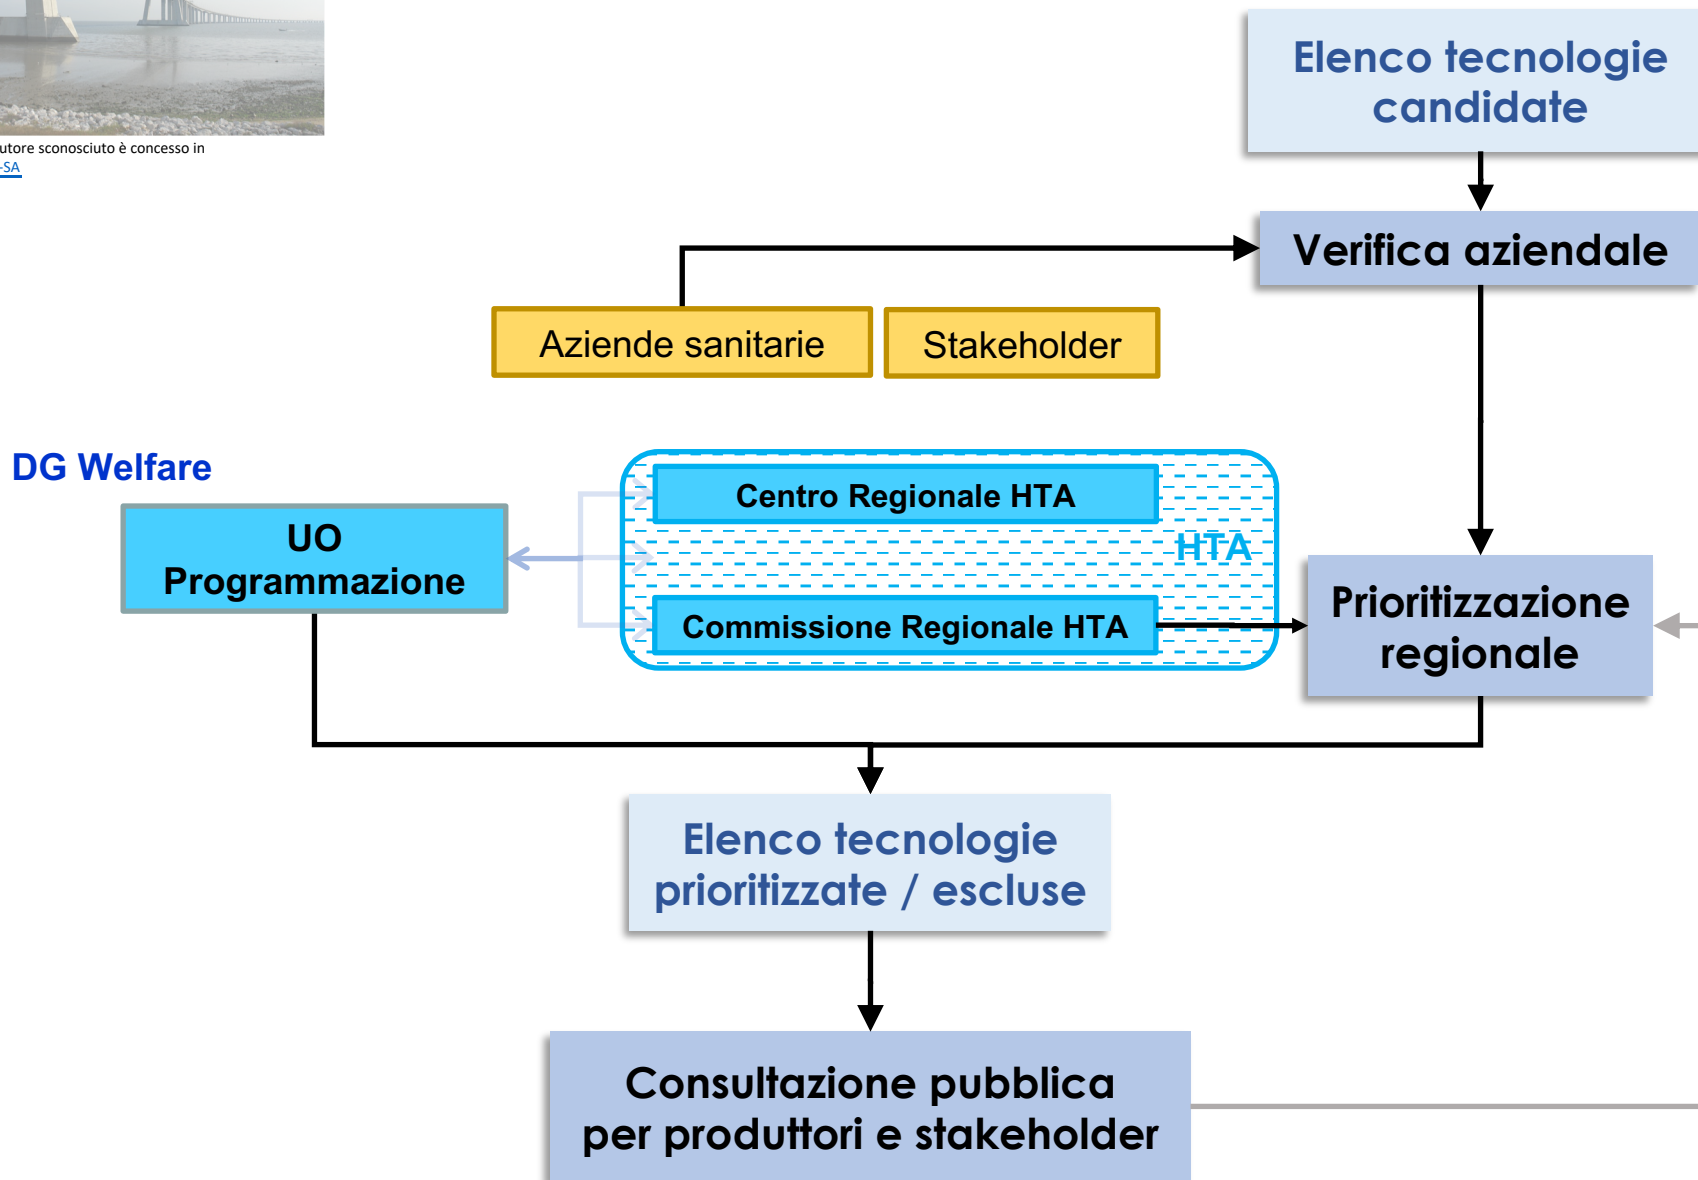 utore sconosciuto è concesso in
-SA
Elenco tecnologie
candidate
Verifica aziendale
Aziende sanitarie
Stakeholder
DG Welfare
UO
Programmazione
Centro Regionale HTA
HTA
Commissione Regionale HTA
Prioritizzazione
regionale
Elenco tecnologie
prioritizzate / escluse
Consultazione pubblica
per produttori e stakeholder